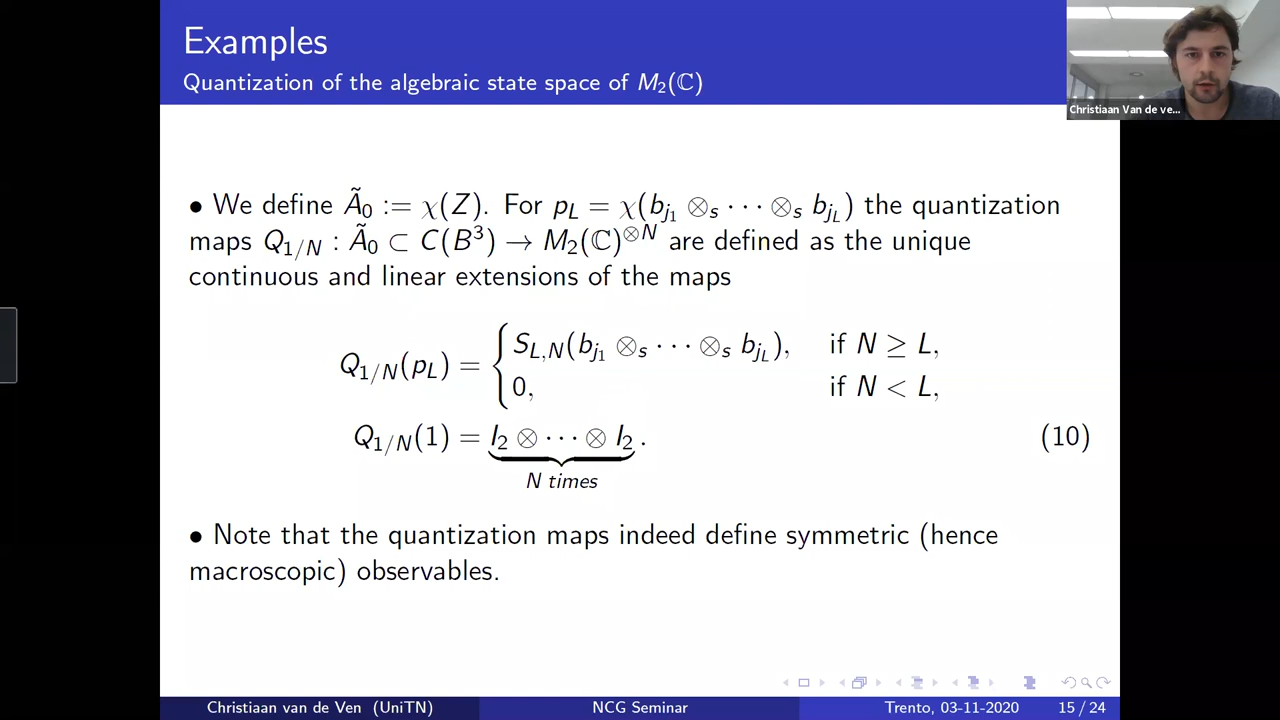 Examples
Quantization of the algebraic state space of M₂(ℂ)
Christiaan Van de ve...
• We define Ã₀ := χ(Z). For p_L = χ(b_{j₁} ⊗ₛ ··· ⊗ₛ b_{j_L}) the quantization
maps Q_{1/N} : Ã₀ ⊂ C(B³) → M₂(ℂ)^{⊗N} are defined as the unique
continuous and linear extensions of the maps
Q_{1/N}(p_L) = { S_{L,N}(b_{j₁} ⊗ₛ ··· ⊗ₛ b_{j_L}), if N ≥ L,
0, if N < L,
Q_{1/N}(1) = I₂ ⊗ ··· ⊗ I₂ . (10)
N times
• Note that the quantization maps indeed define symmetric (hence
macroscopic) observables.
Christiaan van de Ven (UniTN) NCG Seminar Trento, 03-11-2020 15 / 24